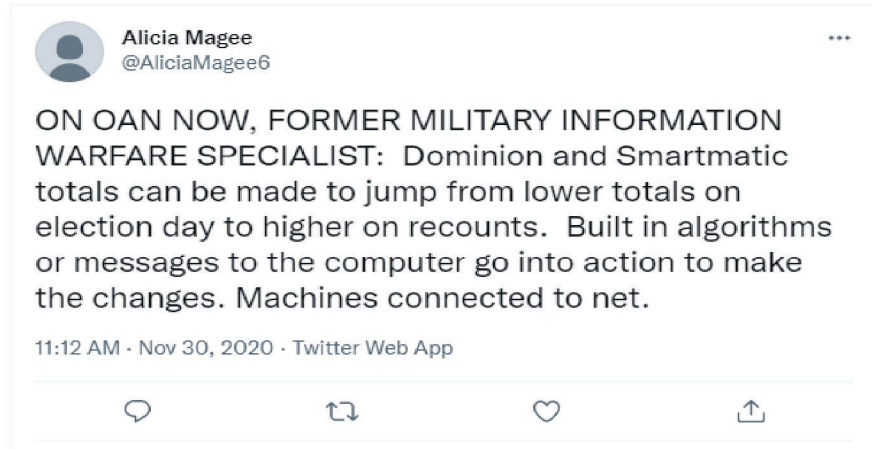 Alicia Magee
@AliciaMagee6
ON OAN NOW, FORMER MILITARY INFORMATION
WARFARE SPECIALIST:  Dominion and Smartmatic
totals can be made to jump from lower totals on
election day to higher on recounts.  Built in algorithms
or messages to the computer go into action to make
the changes. Machines connected to net.
11:12 AM · Nov 30, 2020 · Twitter Web App